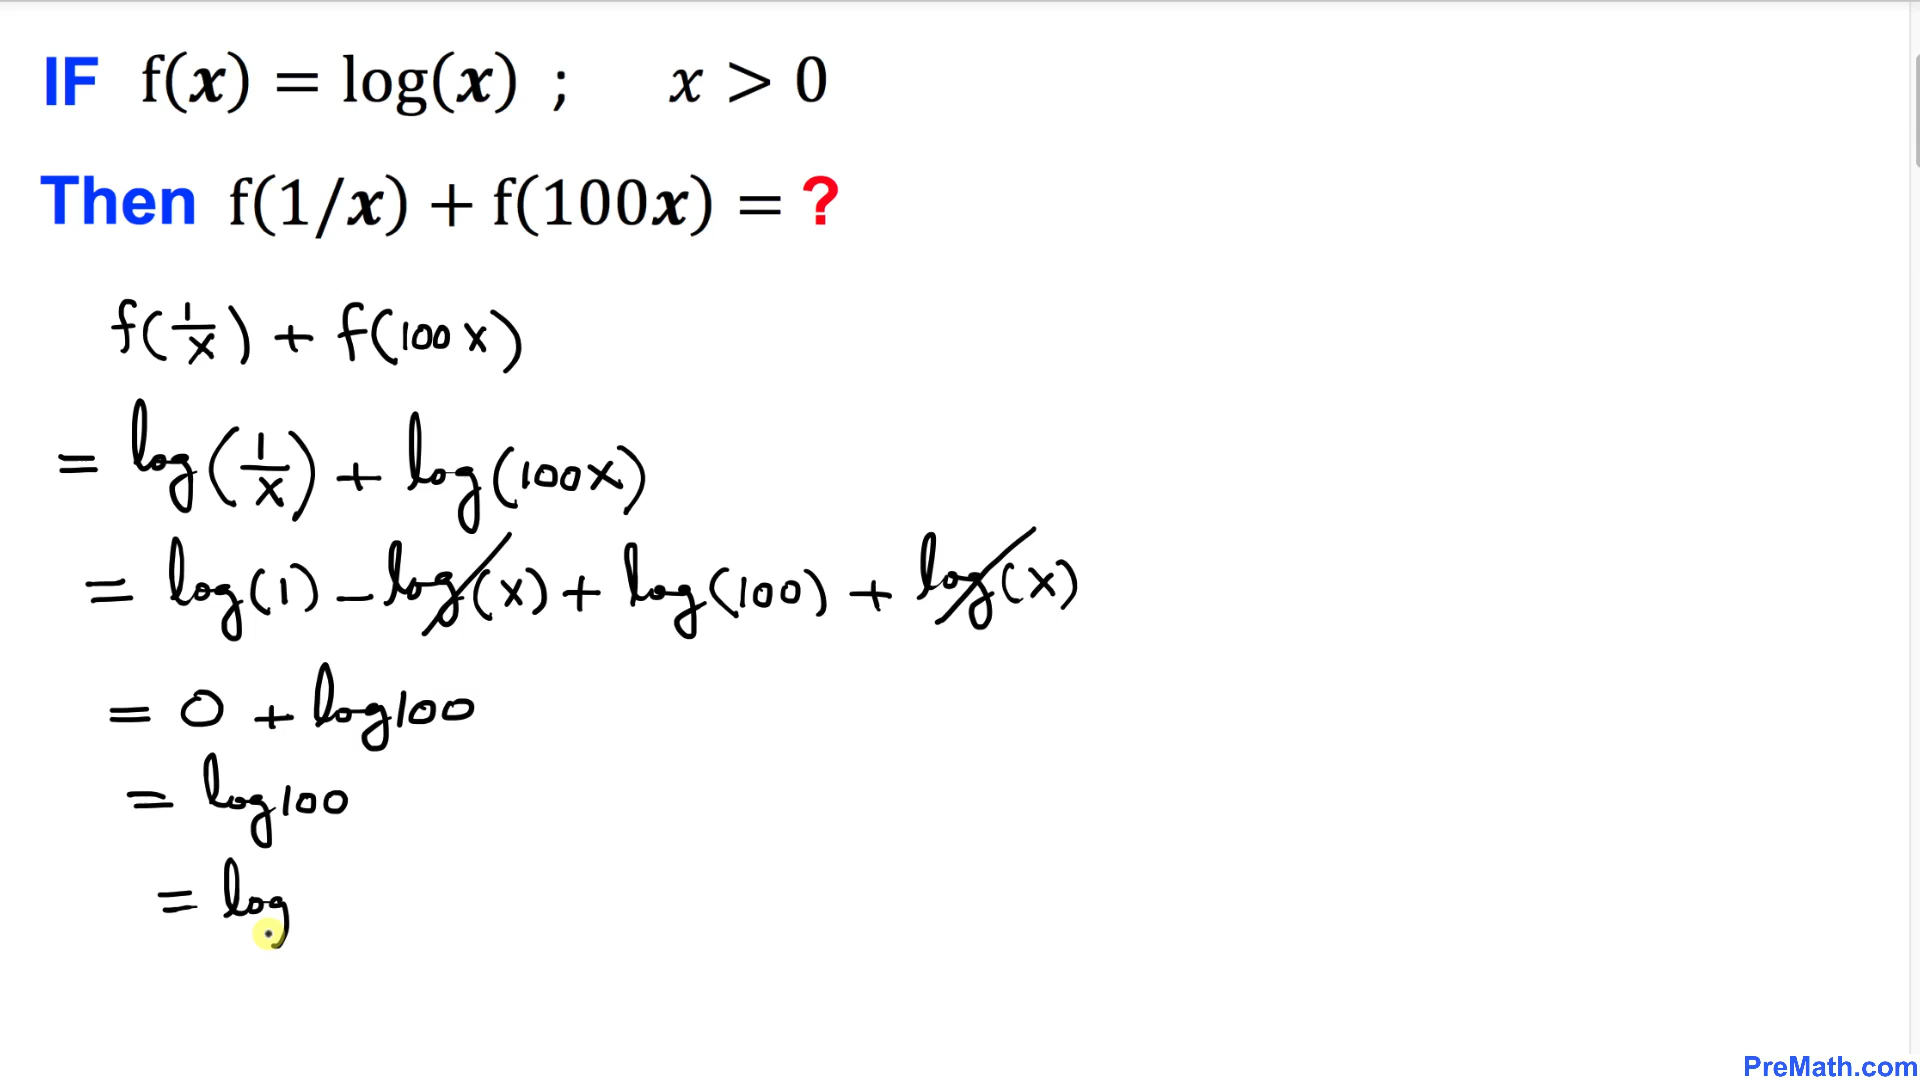 IF f(x) = log(x) ; x > 0
Then f(1/x) + f(100x) = ?
f(1/x) + f(100x)
= log(1/x) + log(100x)
= log(1) - log(x) + log(100) + log(x)
= 0 + log100
= log100
= log
PreMath.com